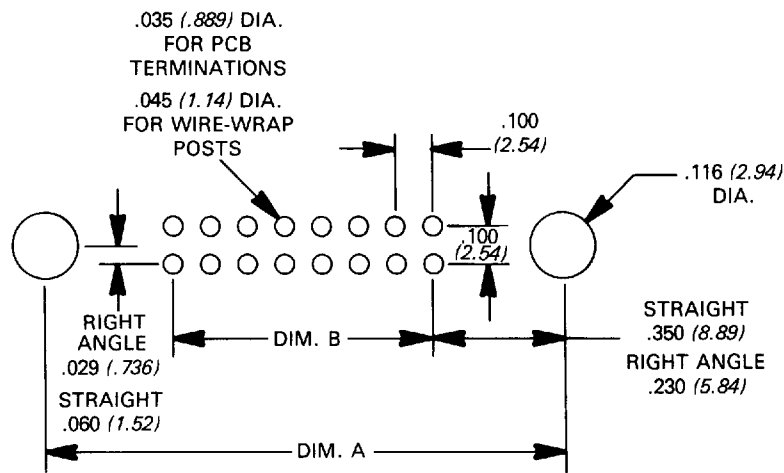 .035 (.889) DIA.
FOR PCB
TERMINATIONS
.045 (1.14) DIA.
FOR WIRE-WRAP
POSTS
.100
(2.54)
.116 (2.94)
DIA.
.100
(2.54)
RIGHT
ANGLE
.029 (.736)
STRAIGHT
.060 (1.52)
DIM. B
STRAIGHT
.350 (8.89)
RIGHT ANGLE
.230 (5.84)
DIM. A